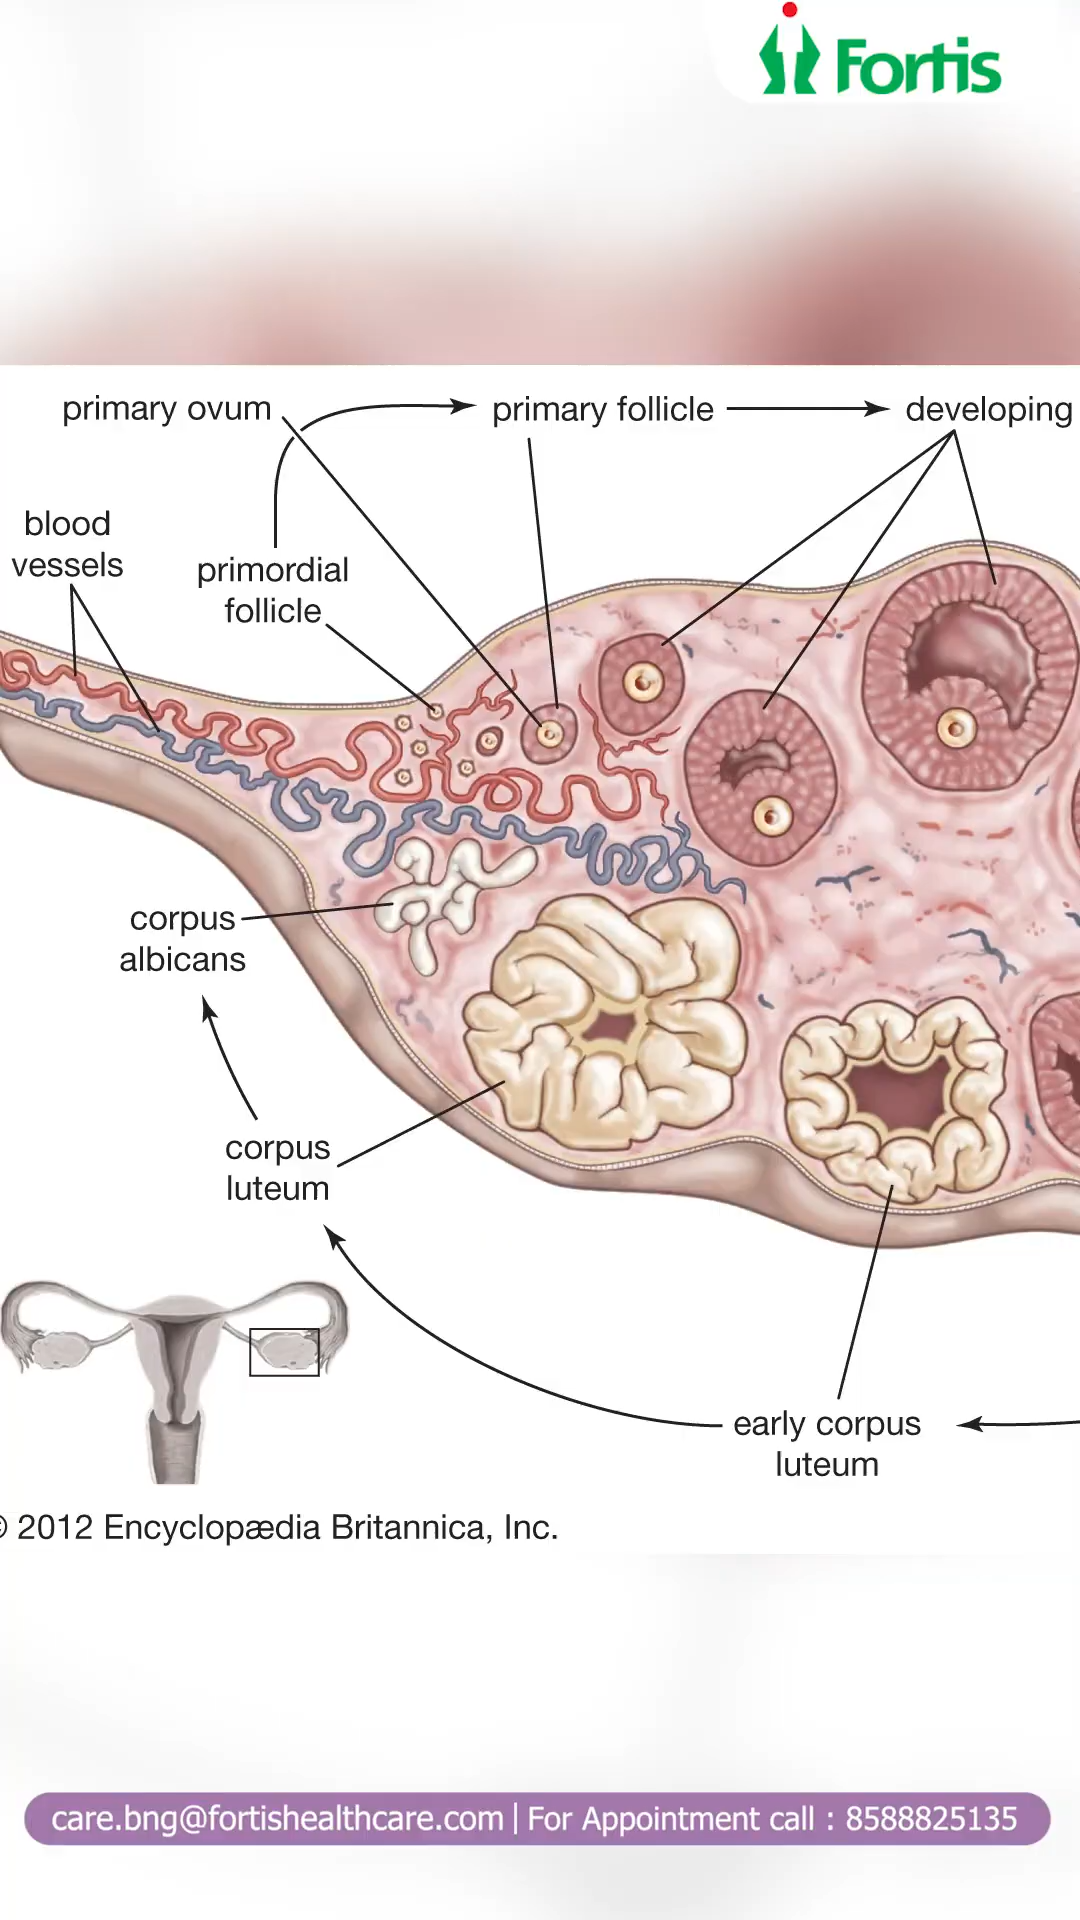 Fortis
primary ovum
primary follicle
developing
blood
vessels
primordial
follicle
corpus
albicans
corpus
luteum
early corpus
luteum
© 2012 Encyclopædia Britannica, Inc.
care.bng@fortishealthcare.com | For Appointment call : 8588825135